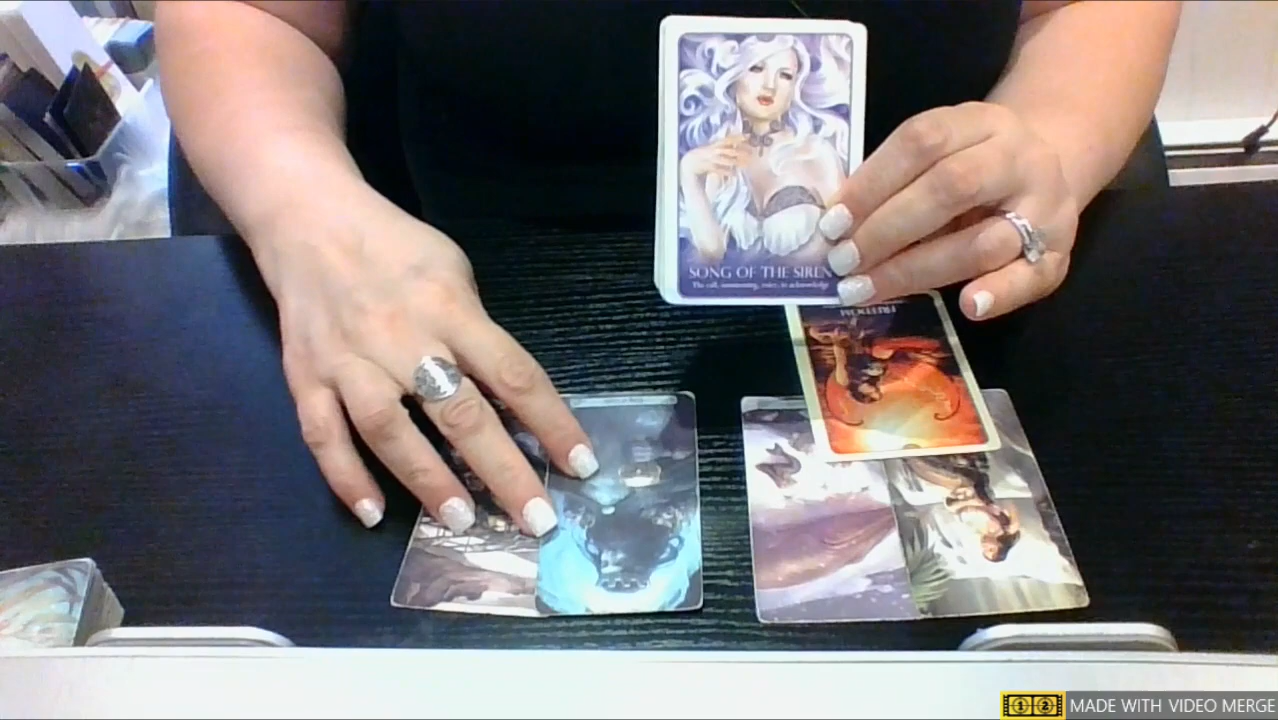 SONG OF THE SIREN
The call, summoning, voice, to acknowledge
MADE WITH VIDEO MERGE